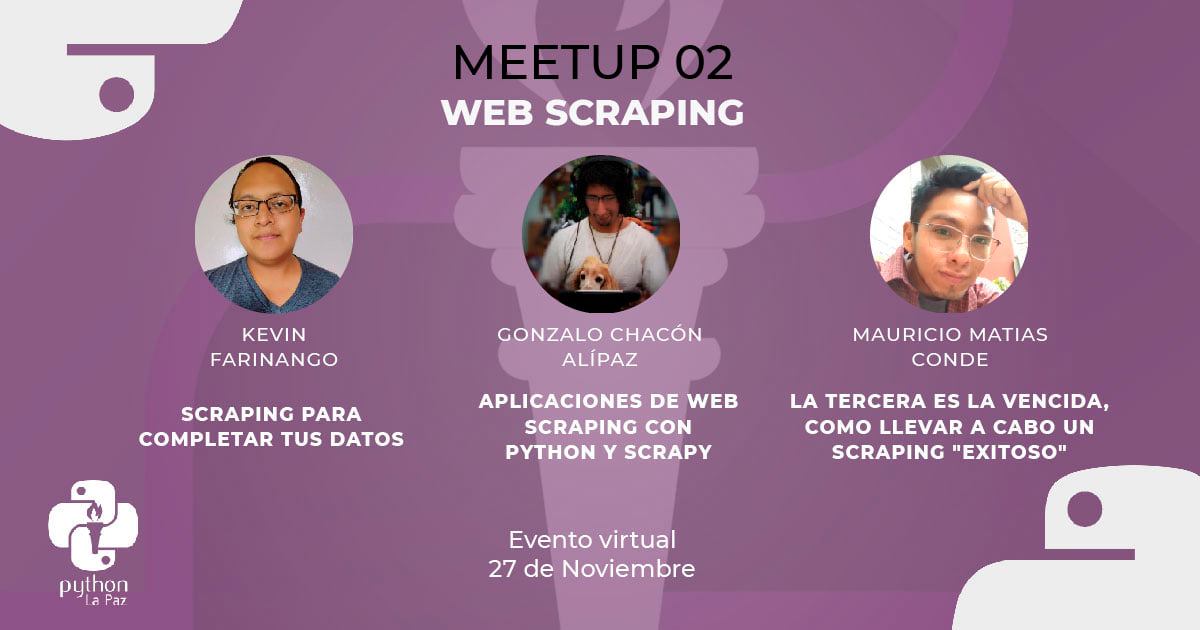 MEETUP 02
WEB SCRAPING
KEVIN
FARINANGO
SCRAPING PARA
COMPLETAR TUS DATOS
GONZALO CHACÓN
ALÍPAZ
APLICACIONES DE WEB
SCRAPING CON
PYTHON Y SCRAPY
MAURICIO MATIAS
CONDE
LA TERCERA ES LA VENCIDA,
COMO LLEVAR A CABO UN
SCRAPING "EXITOSO"
Evento virtual
27 de Noviembre
python
La Paz